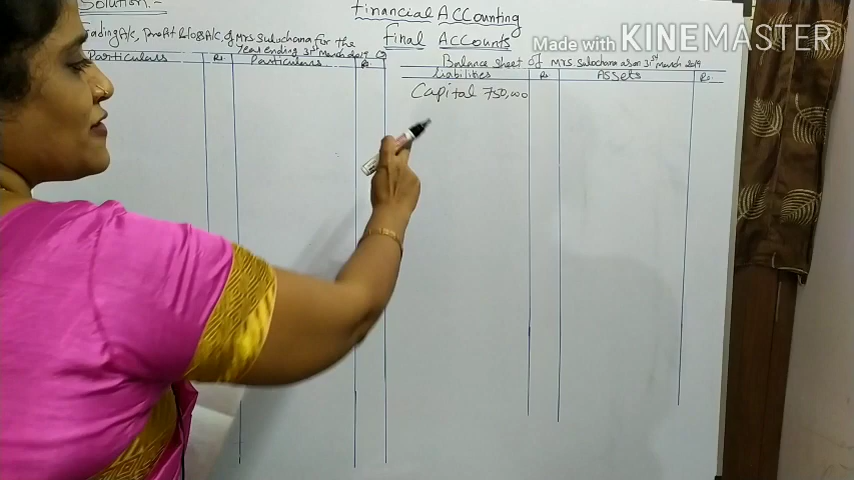 Solution:-
Financial Accounting
Final Accounts
Made with KINEMASTER
Trading A/c, Profit & Loss A/c, of Mrs Sulochana for the
Year ending 31st March 2019
Particulars Rs Particulars Rs
Balance sheet of Mrs Sulochana as on 31st March 2019
Liabilities Rs Assets Rs
Capital 750,000